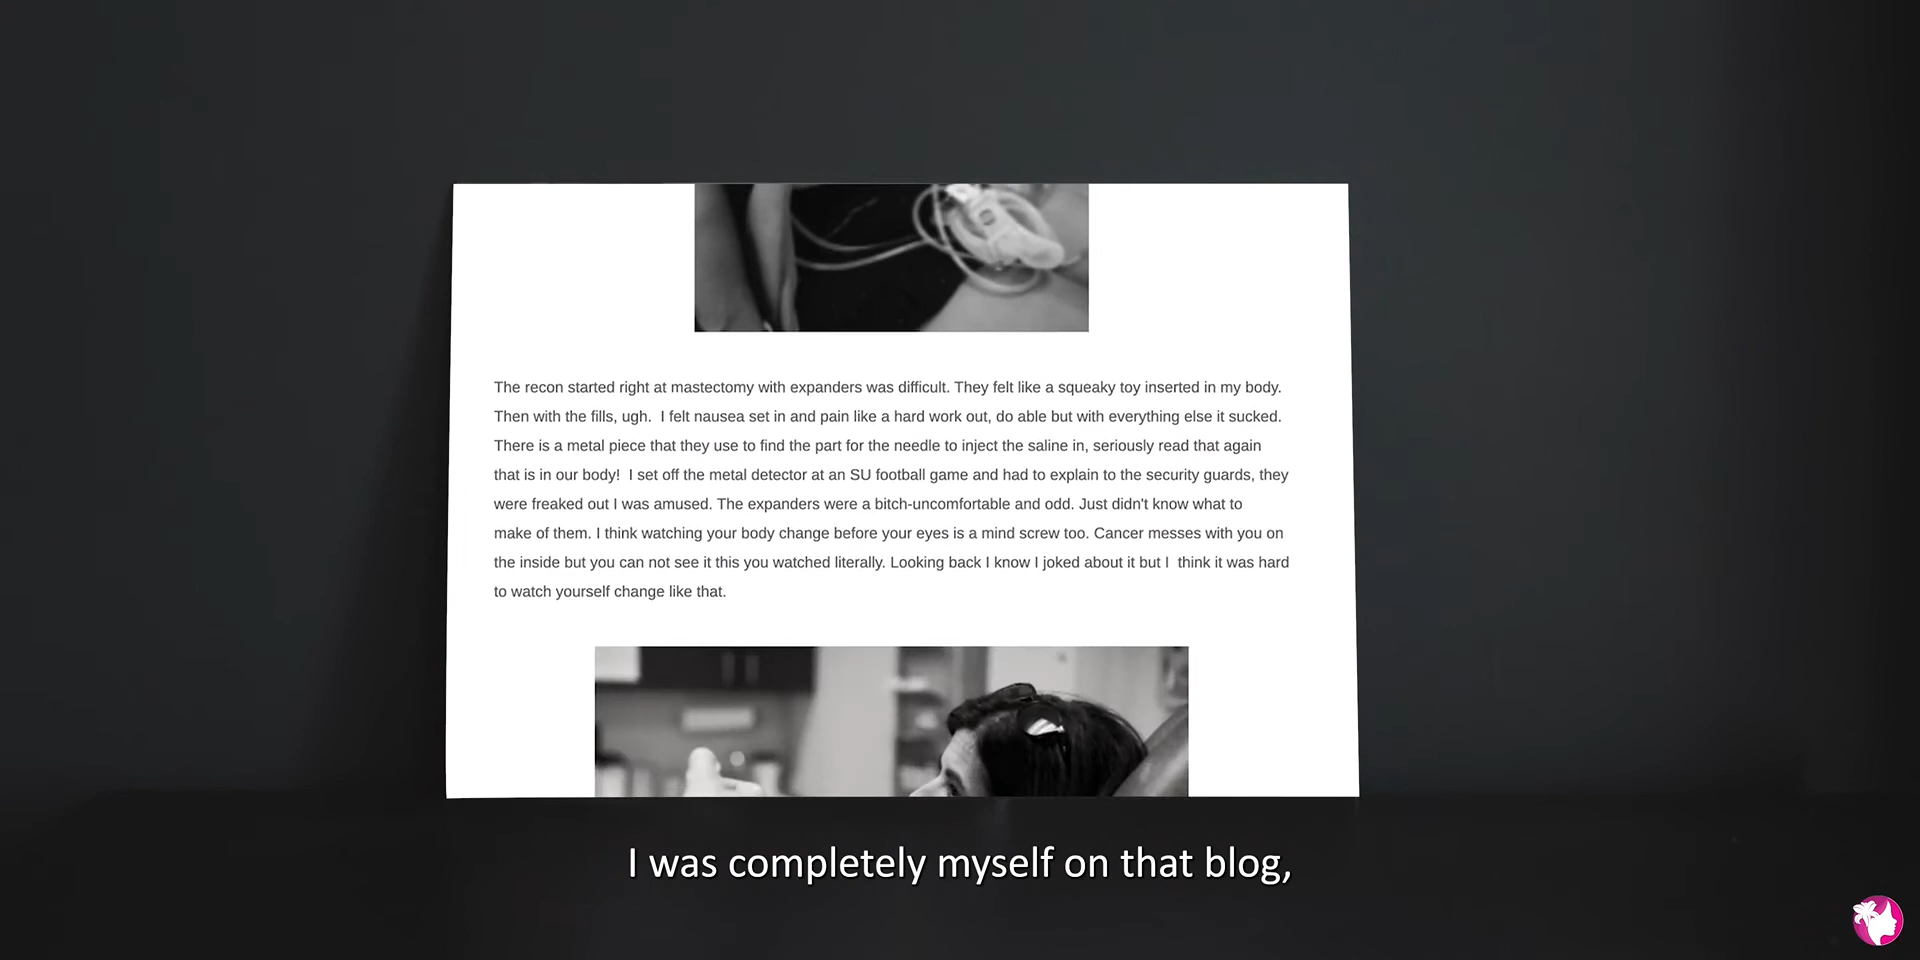 The recon started right at mastectomy with expanders was difficult. They felt like a squeaky toy inserted in my body.
Then with the fills, ugh.  I felt nausea set in and pain like a hard work out, do able but with everything else it sucked.
There is a metal piece that they use to find the part for the needle to inject the saline in, seriously read that again
that is in our body!  I set off the metal detector at an SU football game and had to explain to the security guards, they
were freaked out I was amused. The expanders were a bitch-uncomfortable and odd. Just didn't know what to
make of them. I think watching your body change before your eyes is a mind screw too. Cancer messes with you on
the inside but you can not see it this you watched literally. Looking back I know I joked about it but I  think it was hard
to watch yourself change like that.
I was completely myself on that blog,